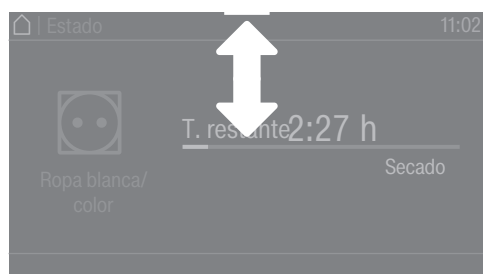 Estado 11:02
T. restante 2:27 h
Secado
Ropa blanca/
color